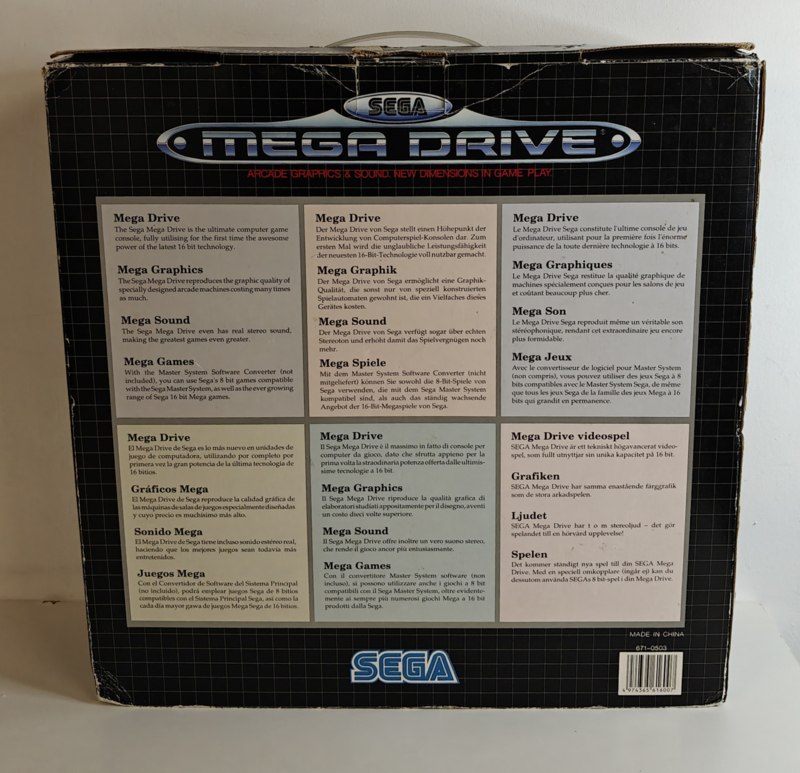 SEGA
MEGA DRIVE
ARCADE GRAPHICS & SOUND. NEW DIMENSIONS IN GAME PLAY.
Mega Drive
The Sega Mega Drive is the ultimate computer game
console, fully utilising for the first time the awesome
power of the latest 16 bit technology.
Mega Graphics
The Sega Mega Drive reproduces the graphic quality of
specially designed arcade machines costing many times
as much.
Mega Sound
The Sega Mega Drive even has real stereo sound,
making the greatest games even greater.
Mega Games
With the Master System Software Converter (not
included), you can use Sega's 8 bit games compatible
with the Sega Master System, as well as the ever growing
range of Sega 16 bit Mega games.
Mega Drive
Der Mega Drive von Sega stellt einen Höhepunkt der
Entwicklung von Computerspiel-Konsolen dar. Zum
ersten Mal wird die unglaubliche Leistungsfähigkeit
der neuesten 16-Bit-Technologie voll nutzbar gemacht.
Mega Graphik
Der Mega Drive von Sega ermöglicht eine Graphik-
Qualität, die sonst nur von speziell konstruierten
Spielautomaten gewohnt ist, die ein Vielfaches dieses
Gerätes kosten.
Mega Sound
Der Mega Drive von Sega verfügt sogar über echten
Stereoton und erhöht damit das Spielvergnügen noch
mehr.
Mega Spiele
Mit dem Master System Software Converter (nicht
mitgeliefert) können Sie sowohl die 8-Bit-Spiele von
Sega verwenden, die mit dem Sega Master System
kompatibel sind, als auch das ständig wachsende
Angebot der 16-Bit-Megaspiele von Sega.
Mega Drive
Le Mega Drive Sega constitute l'ultime console de jeu
d'ordinateur, utilisant pour la première fois l'énorme
puissance de la toute dernière technologie à 16 bits.
Mega Graphiques
Le Mega Drive Sega restitue la qualité graphique de
machines spécialement conçues pour les salons de jeu
et coûtant beaucoup plus cher.
Mega Son
Le Mega Drive Sega reproduit même un véritable son
stéréophonique, rendant cet extraordinaire jeu encore
plus formidable.
Mega Jeux
Avec le convertisseur de logiciel pour Master System
(non compris), vous pouvez utiliser des jeux Sega à 8
bits compatibles avec le Master Sega System, de même
que tous les jeux Sega de la famille des jeux Mega à 16
bits qui grandit en permanence.
Mega Drive
El Mega Drive de Sega es lo más nuevo en unidades de
juego de computadora, utilizando por completo por
primera vez la gran potencia de la última tecnología de
16 bitios.
Gráficos Mega
El Mega Drive de Sega reproduce la calidad gráfica de
las máquinas de salas de juegos especialmente diseñadas
y cuyo precio es muchísimo más alto.
Sonido Mega
El Mega Drive de Sega tiene incluso sonido estéreo real,
haciendo que los mejores juegos sean todavía más
entretenidos.
Juegos Mega
Con el Convertidor de Software del Sistema Principal
(no incluido), podrá emplear juegos Sega de 8 bitios
compatibles con el Sistema Principal Sega, así como la
cada día mayor gama de juegos Mega Sega de 16 bitios.
Mega Drive
Il Sega Mega Drive è il massimo in fatto di console per
computer da gioco, dato che sfrutta appieno per la
prima volta la straodinaria potenza offerta dalle ultimis-
sime tecnologie a 16 bit.
Mega Graphics
Il Sega Mega Drive riproduce la qualità grafica di
elaboratori studiati appositamente per il disegno, aventi
un costo dieci volte superiore.
Mega Sound
Il Sega Mega Drive offre inoltre un vero suono stereo,
che rende il gioco ancor più entusiasmante.
Mega Games
Con il convertitore Master System software (non
incluso), si possono utilizzare anche i giochi a 8 bit
compatibili con il Sega Master System, oltre evidente-
mente ai sempre più numerosi giochi Mega a 16 bit
prodotti dalla Sega.
Mega Drive videospel
SEGA Mega Drive är ett tekniskt högavancerat video-
spel, som fullt utnyttjar sin unika kapacitet på 16 bit.
Grafiken
SEGA Mega Drive har samma enastående färggrafik
som de stora arkadspelen.
Ljudet
SEGA Mega Drive har t o m stereoljud – det gör
spelandet till en hörvärd upplevelse!
Spelen
Det kommer ständigt nya spel till din SEGA Mega
Drive. Med en speciell omkopplare (ingår ej) kan du
dessutom använda SEGAs 8 bit-spel i din Mega Drive.
MADE IN CHINA
671-0503
SEGA
4 974365 616007